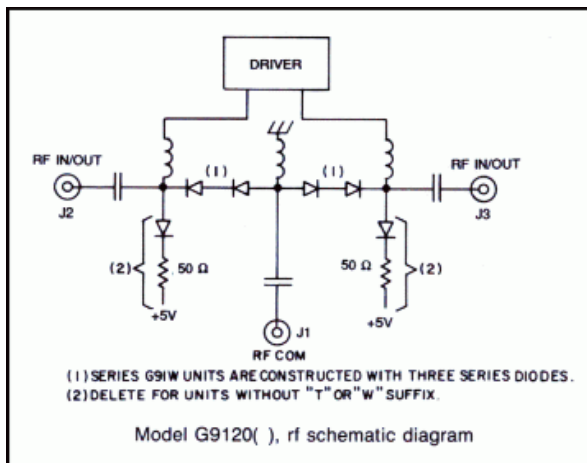 DRIVER
(1) (1)
RF IN/OUT RF IN/OUT
J2 J3
(2) 50 Ω 50 Ω (2)
+5V +5V
J1
RF COM
(1) SERIES G91W UNITS ARE CONSTRUCTED WITH THREE SERIES DIODES.
(2) DELETE FOR UNITS WITHOUT "T" OR "W" SUFFIX.
Model G9120( ), rf schematic diagram